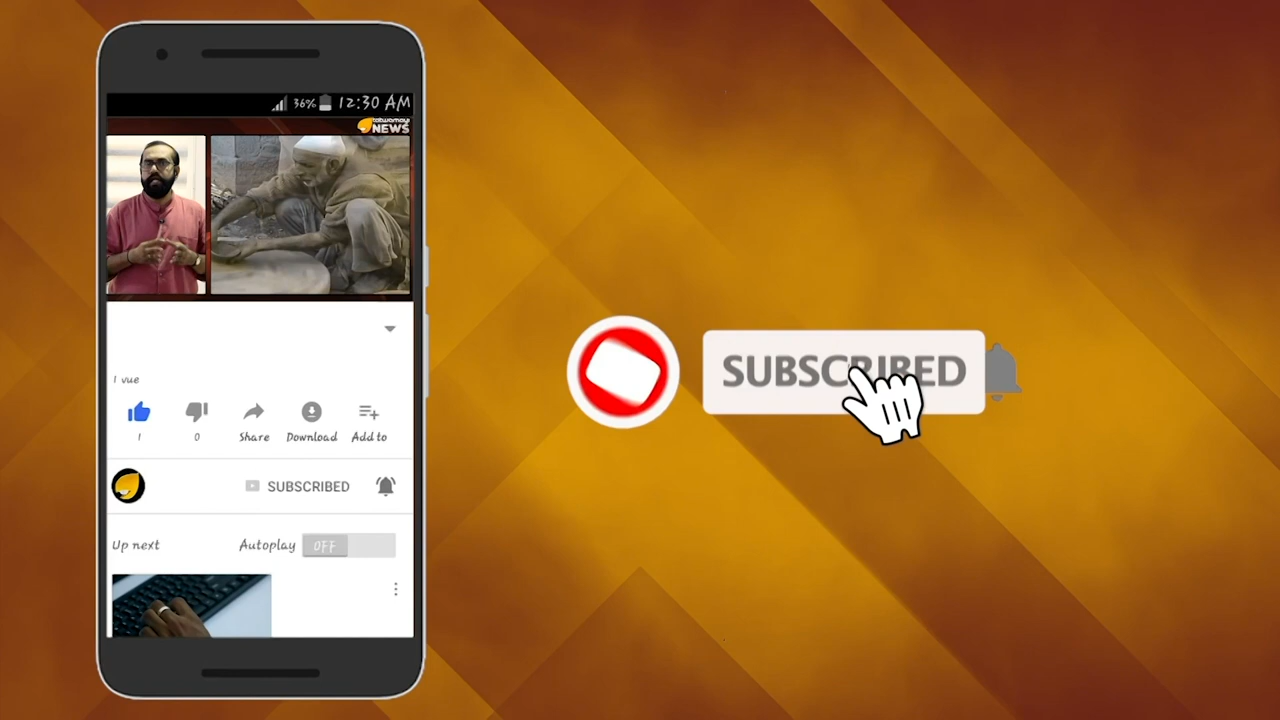 36% 12:30 AM
tatwamayi
NEWS
1 vue
1
0
Share
Download
Add to
SUBSCRIBED
Up next
Autoplay
OFF
SUBSCRIBED